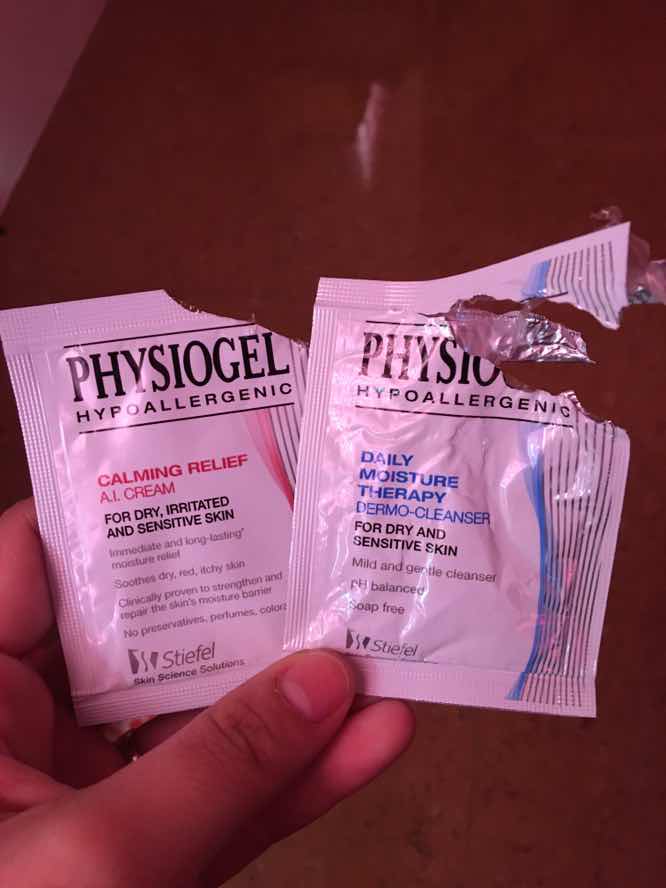 PHYSIOGEL
HYPOALLERGENIC
CALMING RELIEF
A.I. CREAM
FOR DRY, IRRITATED
AND SENSITIVE SKIN
Immediate and long-lasting*
moisture relief
Soothes dry, red, itchy skin
Clinically proven to strengthen and
repair the skin's moisture barrier
No preservatives, perfumes, colora
Stiefel
Skin Science Solutions
PHYSIO
HYPOALLERGENIC
DAILY
MOISTURE
THERAPY
DERMO-CLEANSER
FOR DRY AND
SENSITIVE SKIN
Mild and gentle cleanser
pH balanced
Soap free
Stiefel